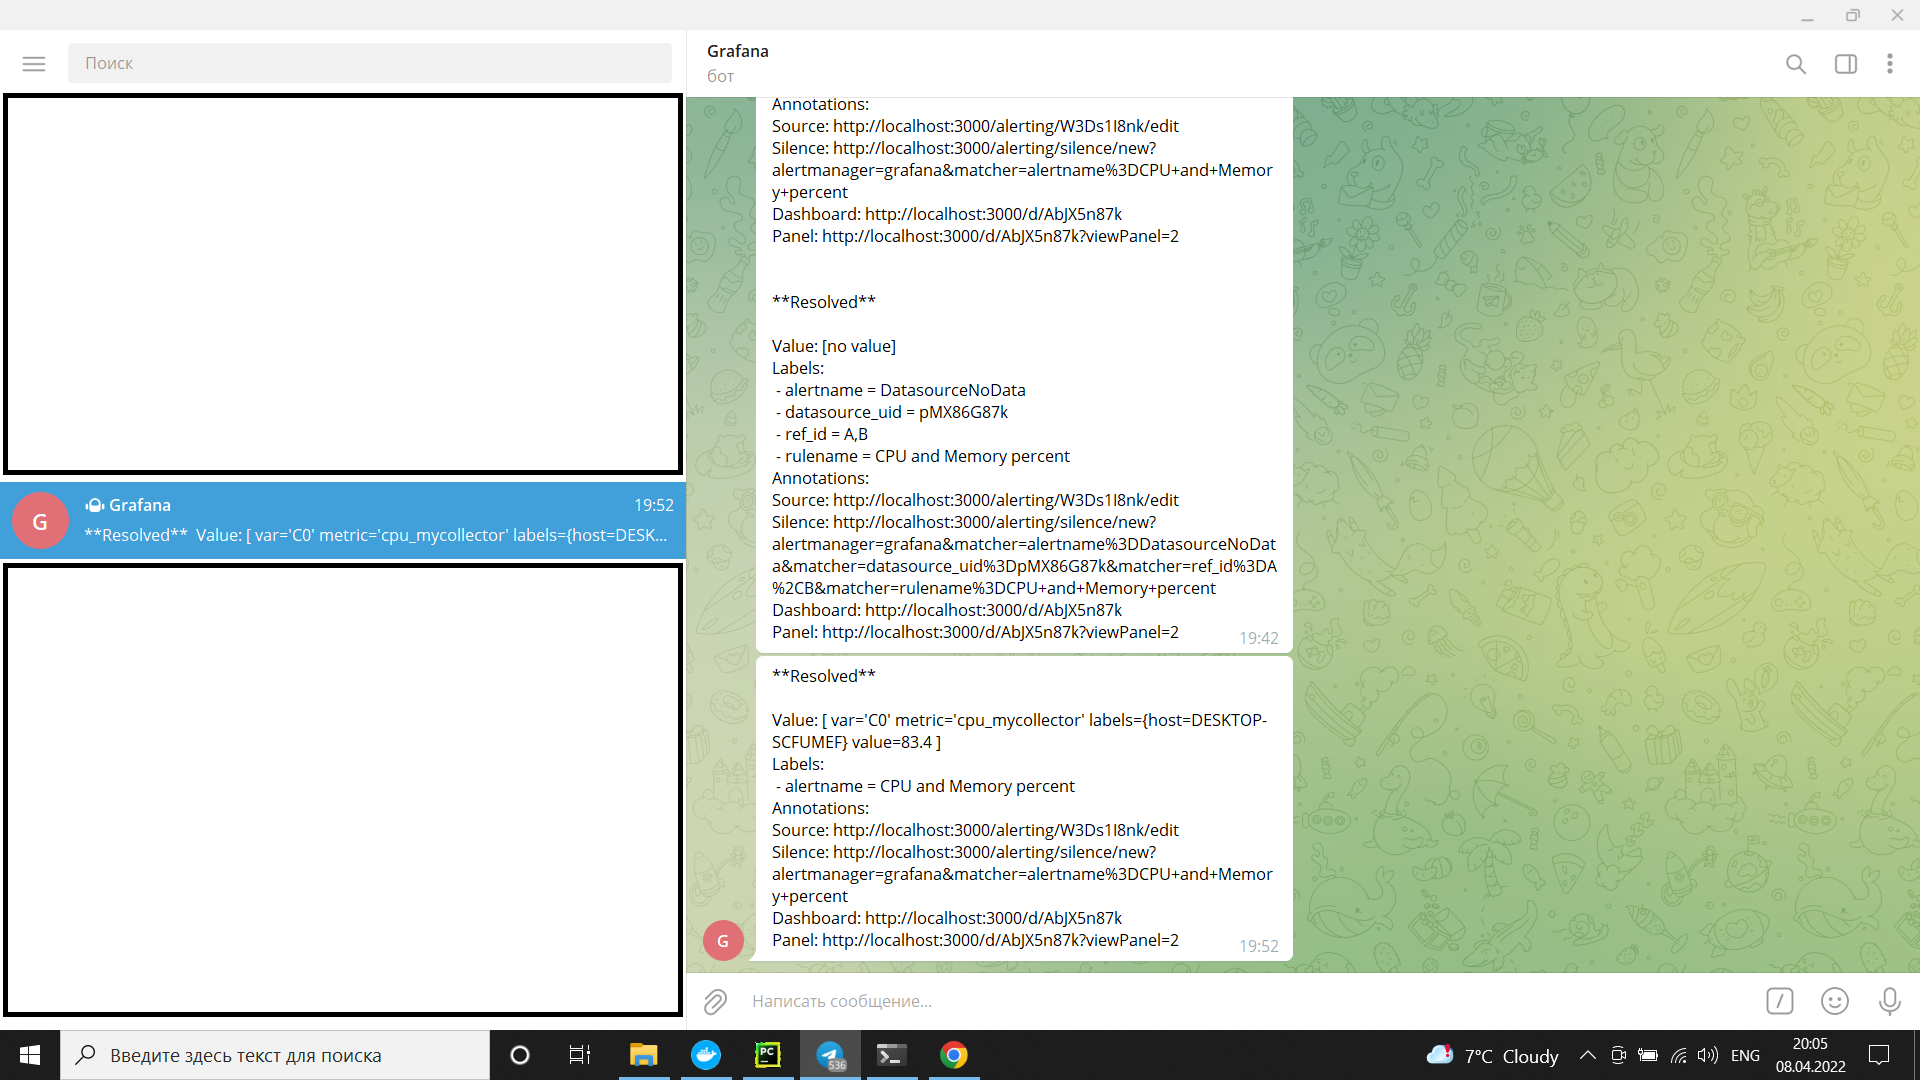 Поиск
Grafana
19:52
**Resolved** Value: [ var='C0' metric='cpu_mycollector' labels={host=DESK...
G
Grafana
бот
Annotations:
Source: http://localhost:3000/alerting/W3Ds1I8nk/edit
Silence: http://localhost:3000/alerting/silence/new?
alertmanager=grafana&matcher=alertname%3DCPU+and+Memor
y+percent
Dashboard: http://localhost:3000/d/AbJX5n87k
Panel: http://localhost:3000/d/AbJX5n87k?viewPanel=2
**Resolved**
Value: [no value]
Labels:
- alertname = DatasourceNoData
- datasource_uid = pMX86G87k
- ref_id = A,B
- rulename = CPU and Memory percent
Annotations:
Source: http://localhost:3000/alerting/W3Ds1I8nk/edit
Silence: http://localhost:3000/alerting/silence/new?
alertmanager=grafana&matcher=alertname%3DDatasourceNoDat
a&matcher=datasource_uid%3DpMX86G87k&matcher=ref_id%3DA
%2CB&matcher=rulename%3DCPU+and+Memory+percent
Dashboard: http://localhost:3000/d/AbJX5n87k
Panel: http://localhost:3000/d/AbJX5n87k?viewPanel=2
19:42
**Resolved**
Value: [ var='C0' metric='cpu_mycollector' labels={host=DESKTOP-
SCFUMEF} value=83.4 ]
Labels:
- alertname = CPU and Memory percent
Annotations:
Source: http://localhost:3000/alerting/W3Ds1I8nk/edit
Silence: http://localhost:3000/alerting/silence/new?
alertmanager=grafana&matcher=alertname%3DCPU+and+Memor
y+percent
Dashboard: http://localhost:3000/d/AbJX5n87k
Panel: http://localhost:3000/d/AbJX5n87k?viewPanel=2
19:52
G
Написать сообщение...
Введите здесь текст для поиска
PC
536
7°C Cloudy
ENG
20:05
08.04.2022